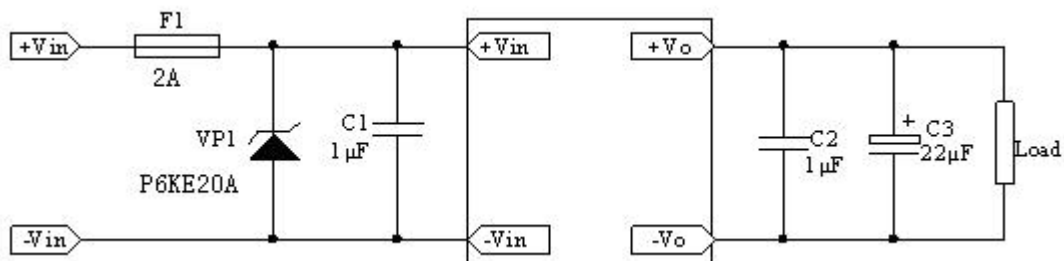 F1
+Vin
+Vin
+Vo
2A
VP1
C1
1μF
P6KE20A
C2
1μF
+
C3
22μF
Load
-Vin
-Vin
-Vo